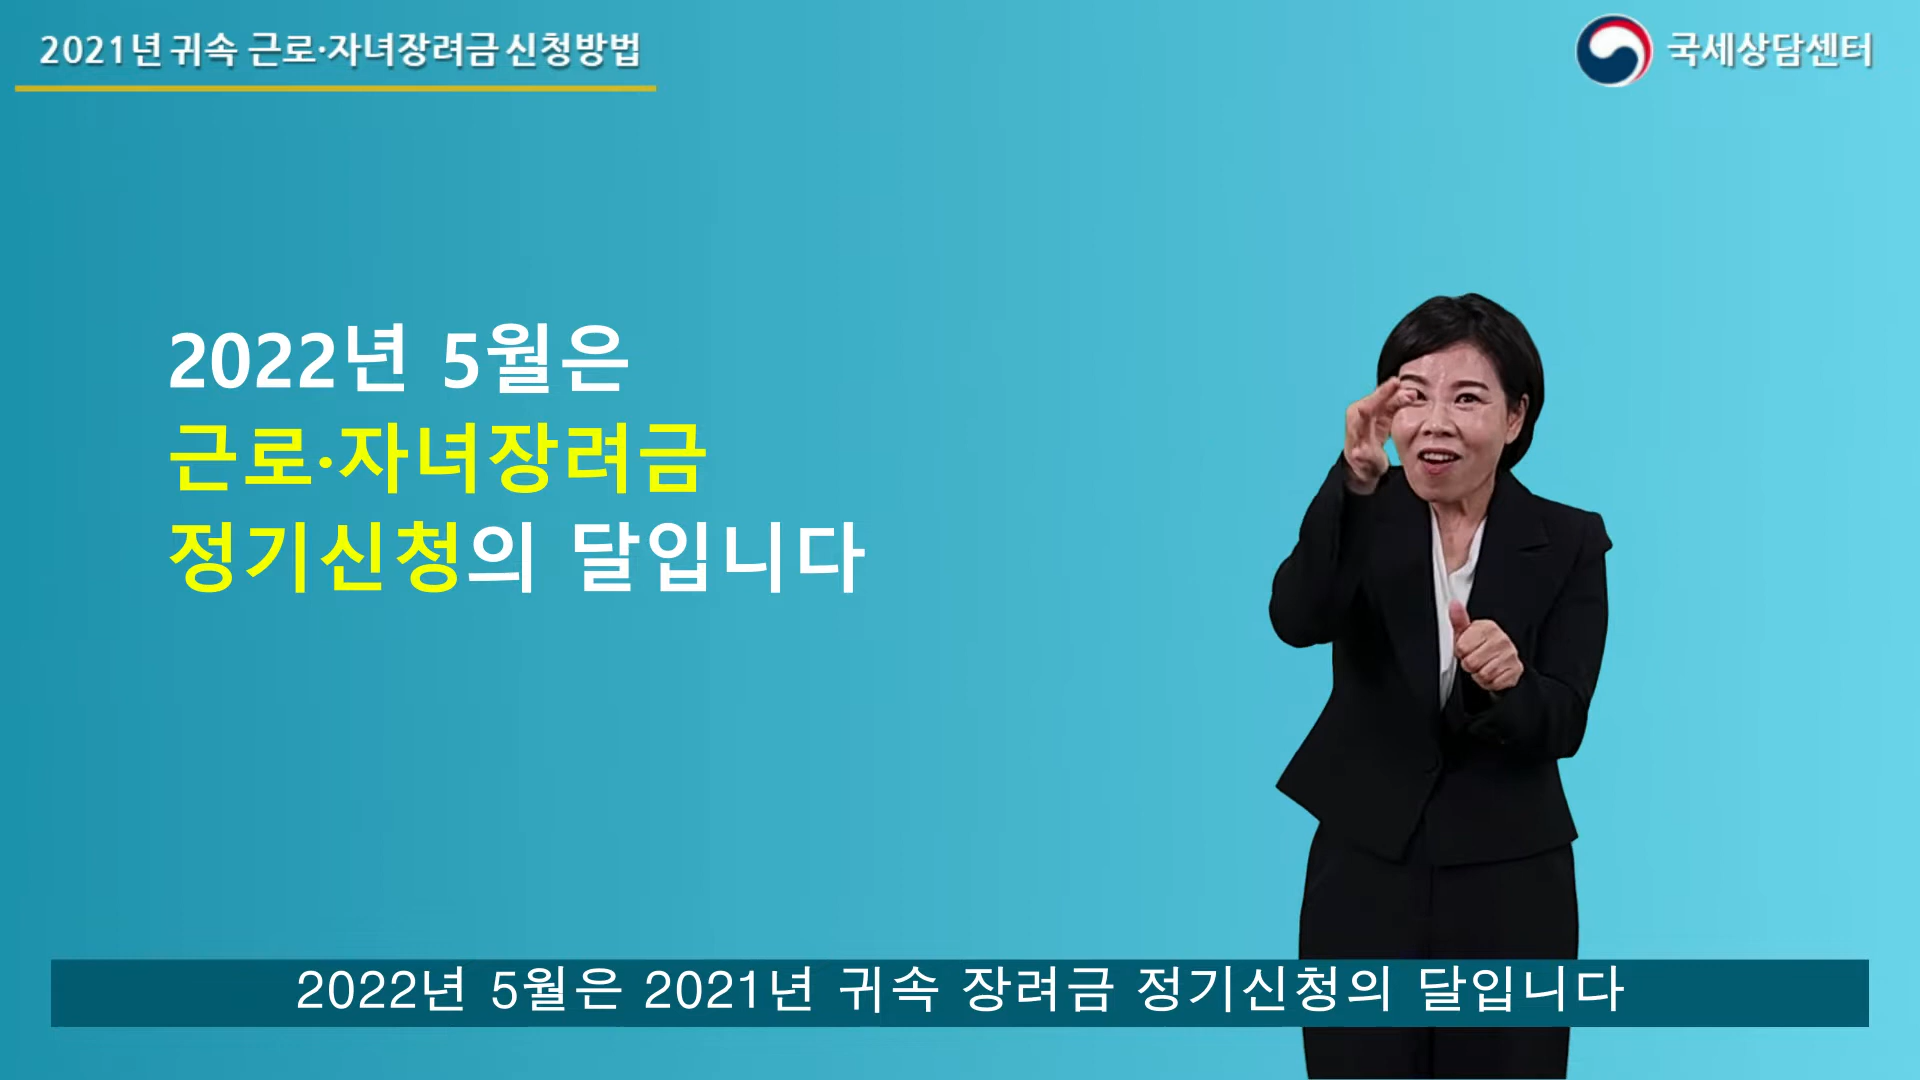 2021년 귀속 근로·자녀장려금 신청방법
국세상담센터
2022년 5월은
근로·자녀장려금
정기신청의 달입니다
2022년 5월은 2021년 귀속 장려금 정기신청의 달입니다